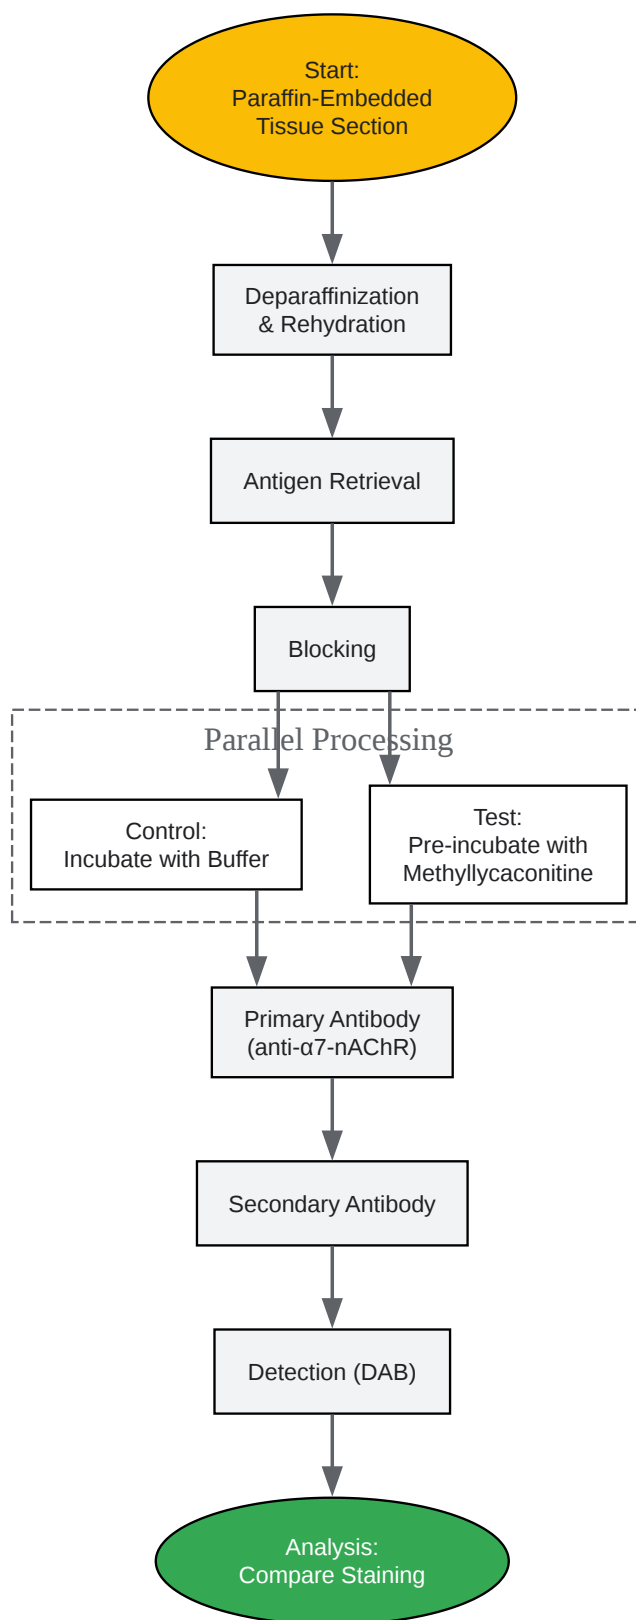 Start:
Paraffin-Embedded
Tissue Section
Deparaffinization
& Rehydration
Antigen Retrieval
Blocking
Parallel Processing
Control:
Incubate with Buffer
Test:
Pre-incubate with
Methyllycaconitine
Primary Antibody
(anti-α7-nAChR)
Secondary Antibody
Detection (DAB)
Analysis:
Compare Staining